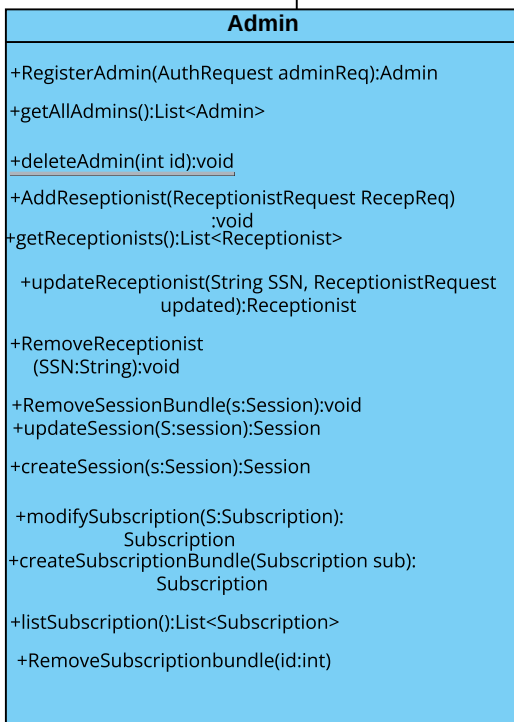 Admin
+RegisterAdmin(AuthRequest adminReq):Admin
+getAllAdmins():List<Admin>
+deleteAdmin(int id):void
+AddReseptionist(ReceptionistRequest RecepReq)
:void
+getReceptionists():List<Receptionist>
+updateReceptionist(String SSN, ReceptionistRequest
updated):Receptionist
+RemoveReceptionist
(SSN:String):void
+RemoveSessionBundle(s:Session):void
+updateSession(S:session):Session
+createSession(s:Session):Session
+modifySubscription(S:Subscription):
Subscription
+createSubscriptionBundle(Subscription sub):
Subscription
+listSubscription():List<Subscription>
+RemoveSubscriptionbundle(id:int)